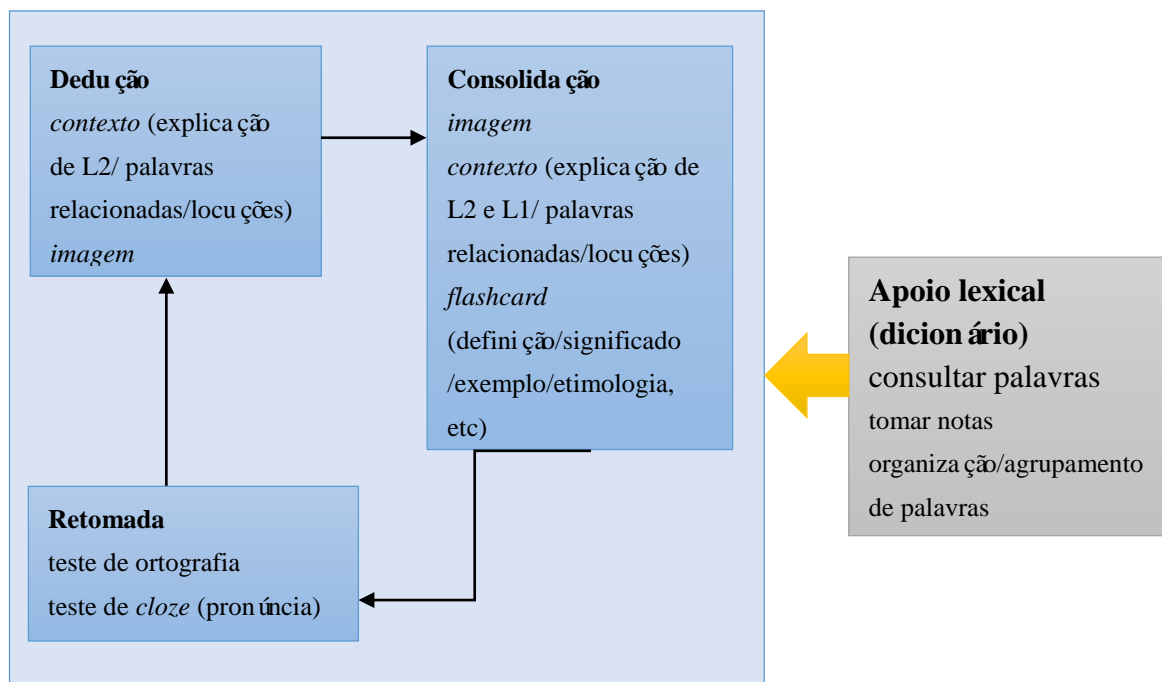 Dedução
contexto (explicação
de L2/ palavras
relacionadas/locuções)
imagem
Consolidação
imagem
contexto (explicação de
L2 e L1/ palavras
relacionadas/locuções)
flashcard
(definição/significado
/exemplo/etimologia,
etc)
Retomada
teste de ortografia
teste de cloze (pronúncia)
Apoio lexical
(dicionário)
consultar palavras
tomar notas
organização/agrupamento
de palavras